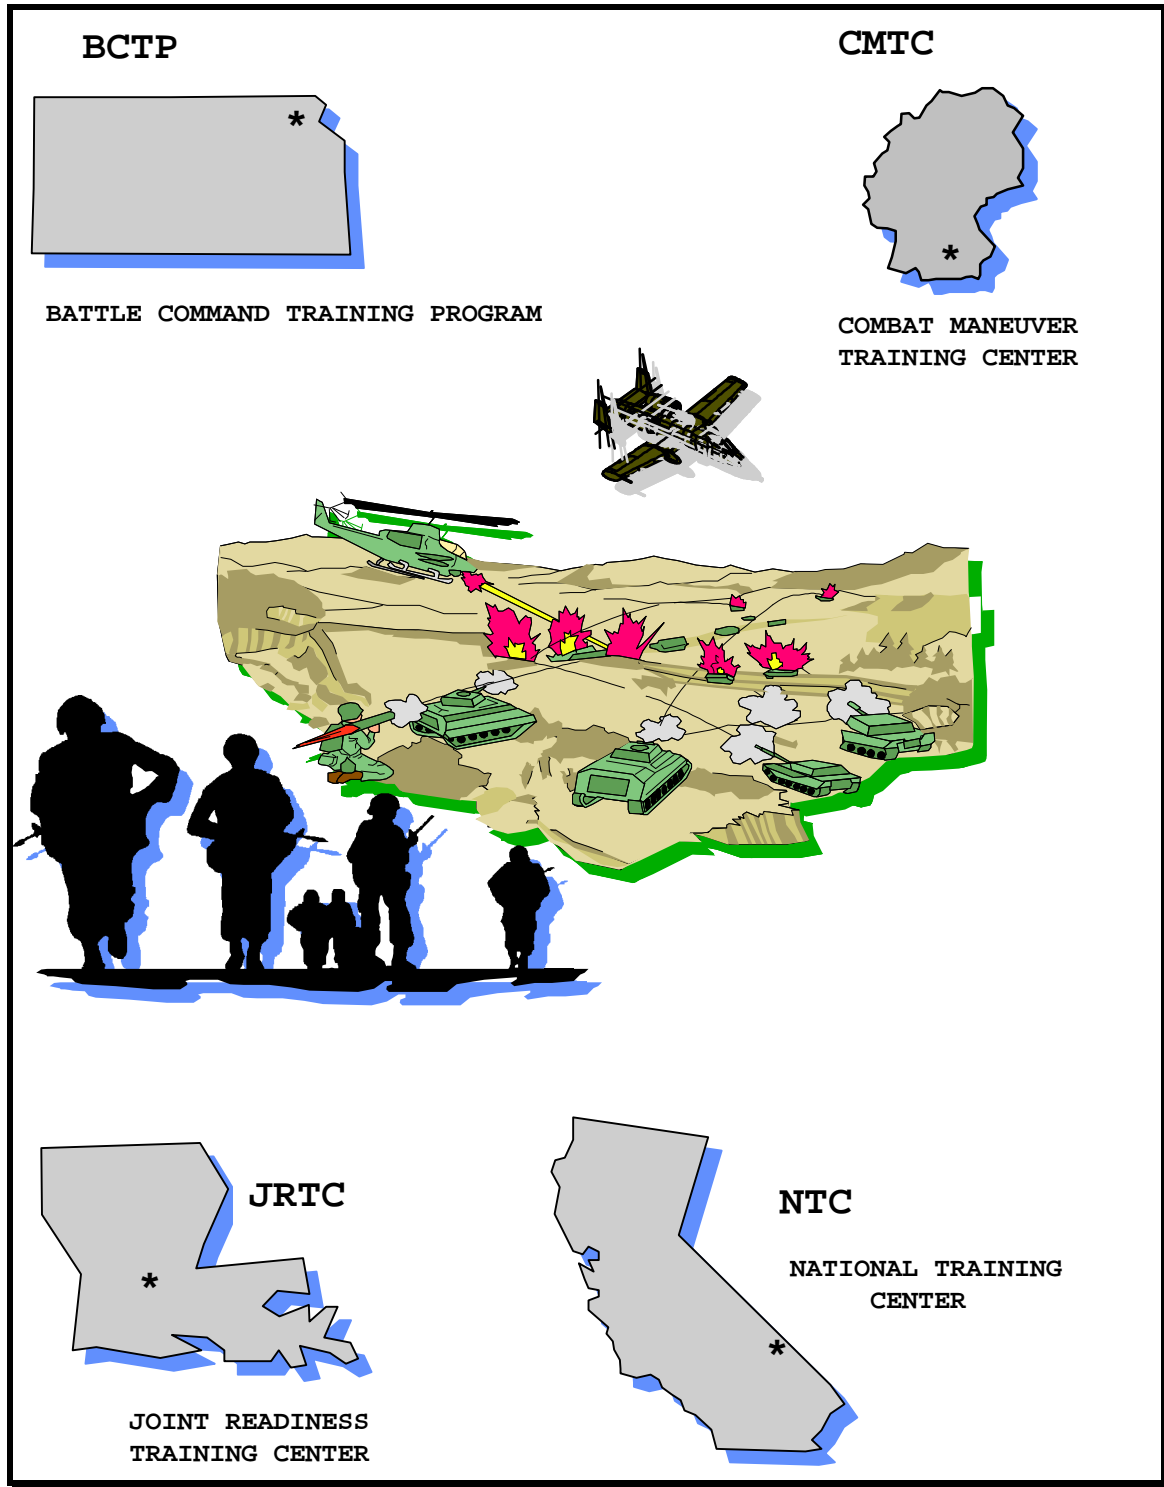 BCTP
CMTC
*
*
BATTLE COMMAND TRAINING PROGRAM
COMBAT MANEUVER
TRAINING CENTER
JRTC
NTC
*
NATIONAL TRAINING
CENTER
*
JOINT READINESS
TRAINING CENTER